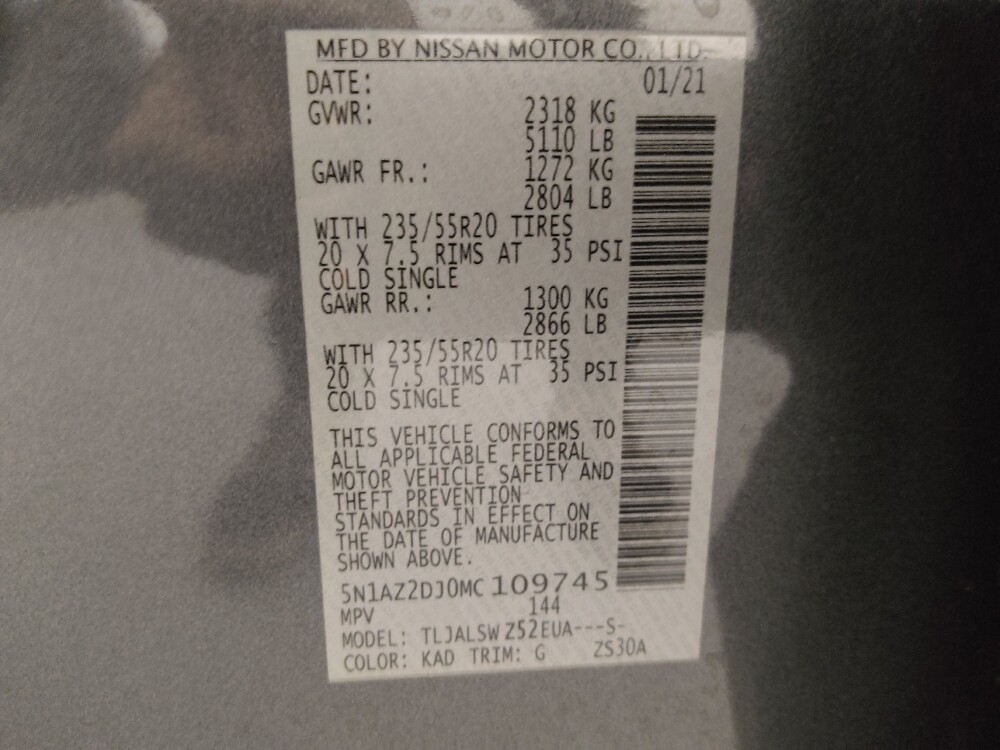 MFD BY NISSAN MOTOR CO., LTD.
DATE: 01/21
GVWR: 2318 KG
5110 LB
GAWR FR.: 1272 KG
2804 LB
WITH 235/55R20 TIRES
20 X 7.5 RIMS AT 35 PSI
COLD SINGLE
GAWR RR.: 1300 KG
2866 LB
WITH 235/55R20 TIRES
20 X 7.5 RIMS AT 35 PSI
COLD SINGLE
THIS VEHICLE CONFORMS TO
ALL APPLICABLE FEDERAL
MOTOR VEHICLE SAFETY AND
THEFT PREVENTION
STANDARDS IN EFFECT ON
THE DATE OF MANUFACTURE
SHOWN ABOVE.
5N1AZ2DJ0MC109745
MPV 144
MODEL: TLJALSW Z52EUA---S-
COLOR: KAD TRIM: G ZS30A